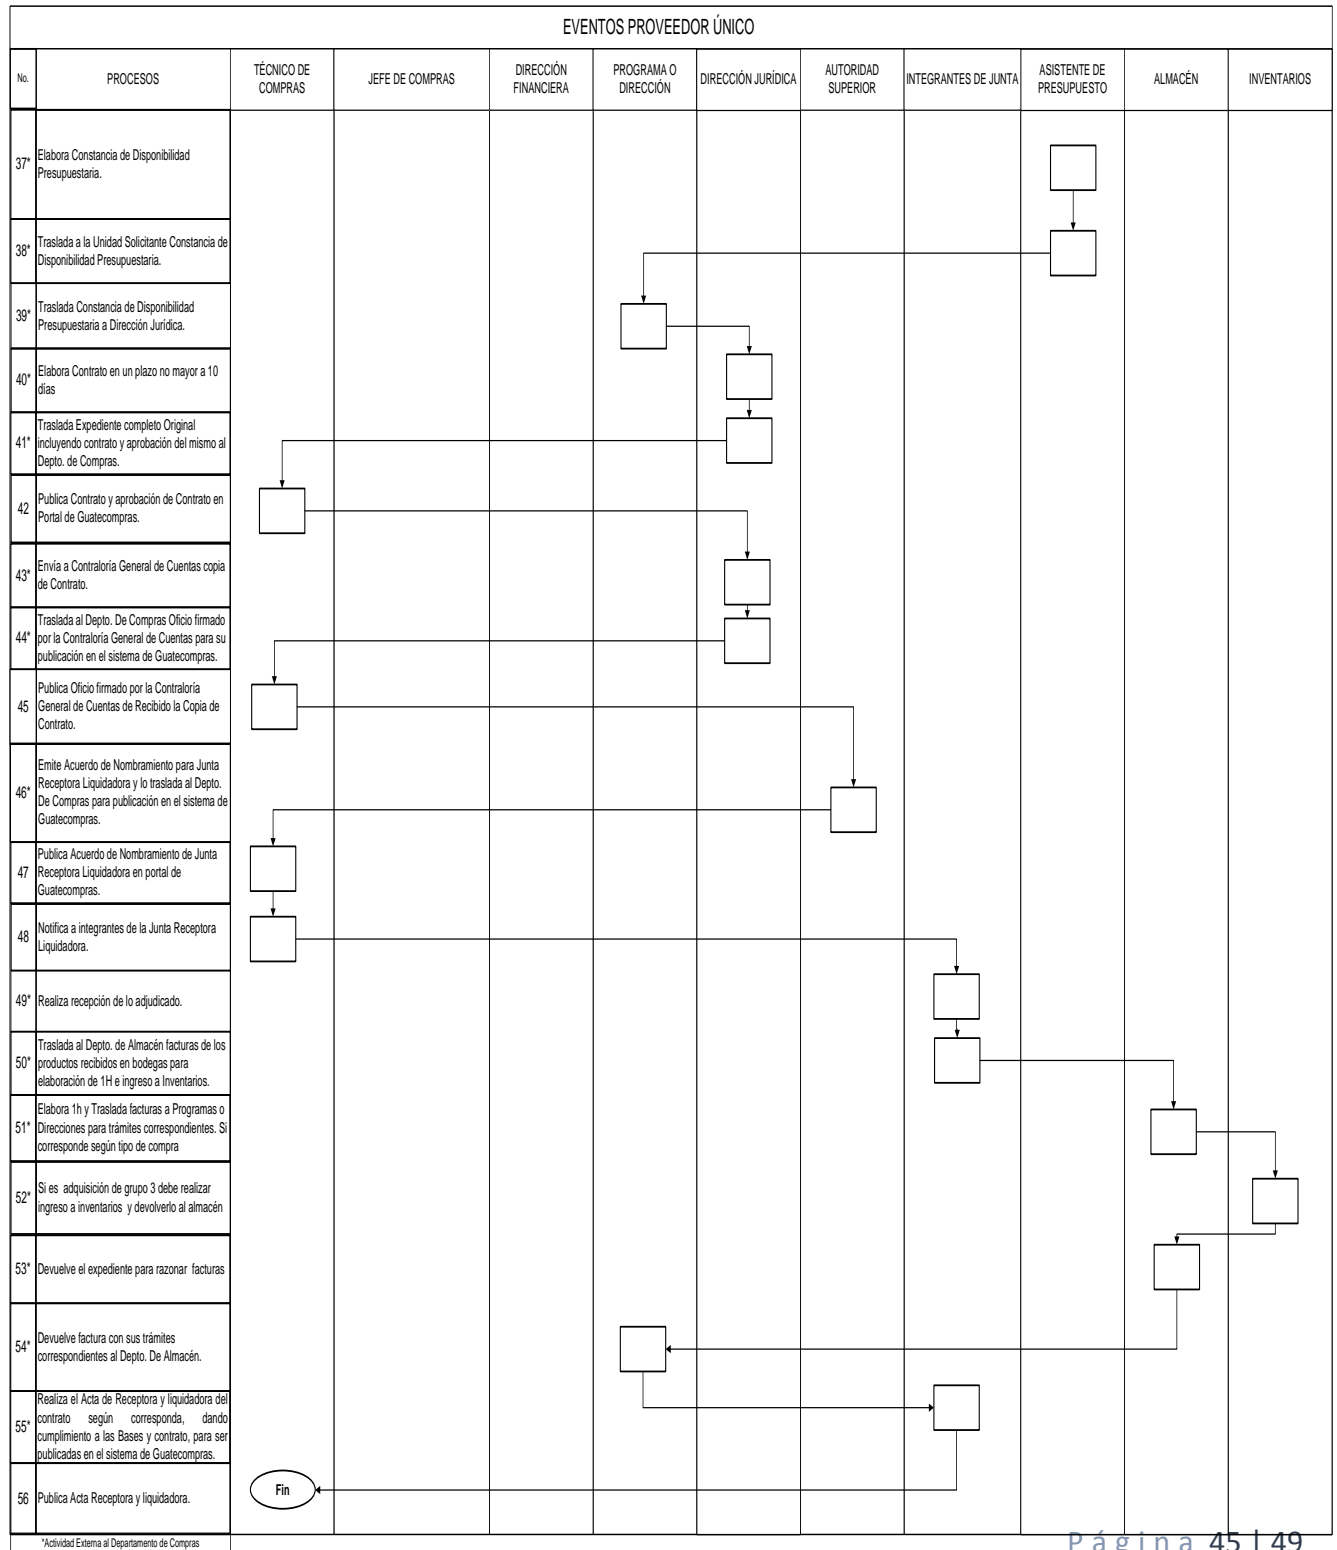 EVENTOS PROVEEDOR ÚNICO
No.
PROCESOS
TÉCNICO DE
COMPRAS
JEFE DE COMPRAS
DIRECCIÓN
FINANCIERA
PROGRAMA O
DIRECCIÓN
DIRECCIÓN JURÍDICA
AUTORIDAD
SUPERIOR
INTEGRANTES DE JUNTA
ASISTENTE DE
PRESUPUESTO
ALMACÉN
INVENTARIOS
37*
Elabora Constancia de Disponibilidad
Presupuestaria.
38*
Traslada a la Unidad Solicitante Constancia de
Disponibilidad Presupuestaria.
39*
Traslada Constancia de Disponibilidad
Presupuestaria a Dirección Jurídica.
40*
Elabora Contrato en un plazo no mayor a 10
días
41*
Traslada Expediente completo Original
incluyendo contrato y aprobación del mismo al
Depto. de Compras.
42
Publica Contrato y aprobación de Contrato en
Portal de Guatecompras.
43*
Envía a Contraloría General de Cuentas copia
de Contrato.
44*
Traslada al Depto. De Compras Oficio firmado
por la Contraloría General de Cuentas para su
publicación en el sistema de Guatecompras.
45
Publica Oficio firmado por la Contraloría
General de Cuentas de Recibido la Copia de
Contrato.
46*
Emite Acuerdo de Nombramiento para Junta
Receptora Liquidadora y lo traslada al Depto.
De Compras para publicación en el sistema de
Guatecompras.
47
Publica Acuerdo de Nombramiento de Junta
Receptora Liquidadora en portal de
Guatecompras.
48
Notifica a integrantes de la Junta Receptora
Liquidadora.
49*
Realiza recepción de lo adjudicado.
50*
Traslada al Depto. de Almacén facturas de los
productos recibidos en bodegas para
elaboración de 1H e ingreso a Inventarios.
51*
Elabora 1h y Traslada facturas a Programas o
Direcciones para trámites correspondientes. Si
corresponde según tipo de compra
52*
Si es adquisición de grupo 3 debe realizar
ingreso a inventarios y devolverlo al almacén
53*
Devuelve el expediente para razonar facturas
54*
Devuelve factura con sus trámites
correspondientes al Depto. De Almacén.
55*
Realiza el Acta de Receptora y liquidadora del
contrato según corresponda, dando
cumplimiento a las Bases y contrato, para ser
publicadas en el sistema de Guatecompras.
56
Publica Acta Receptora y liquidadora.
Fin
*Actividad Externa al Departamento de Compras
Página 45 | 49